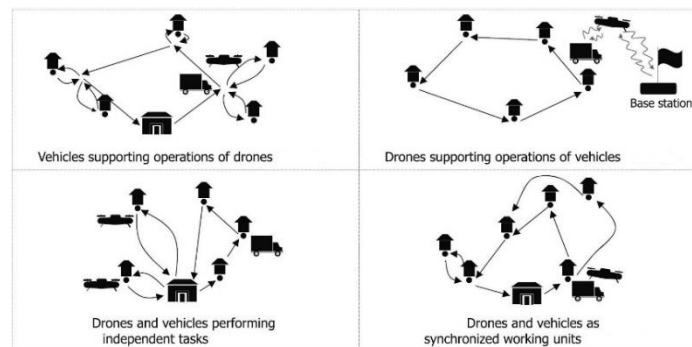 Base station
Vehicles supporting operations of drones
Drones supporting operations of vehicles
Drones and vehicles performing
independent tasks
Drones and vehicles as
synchronized working units